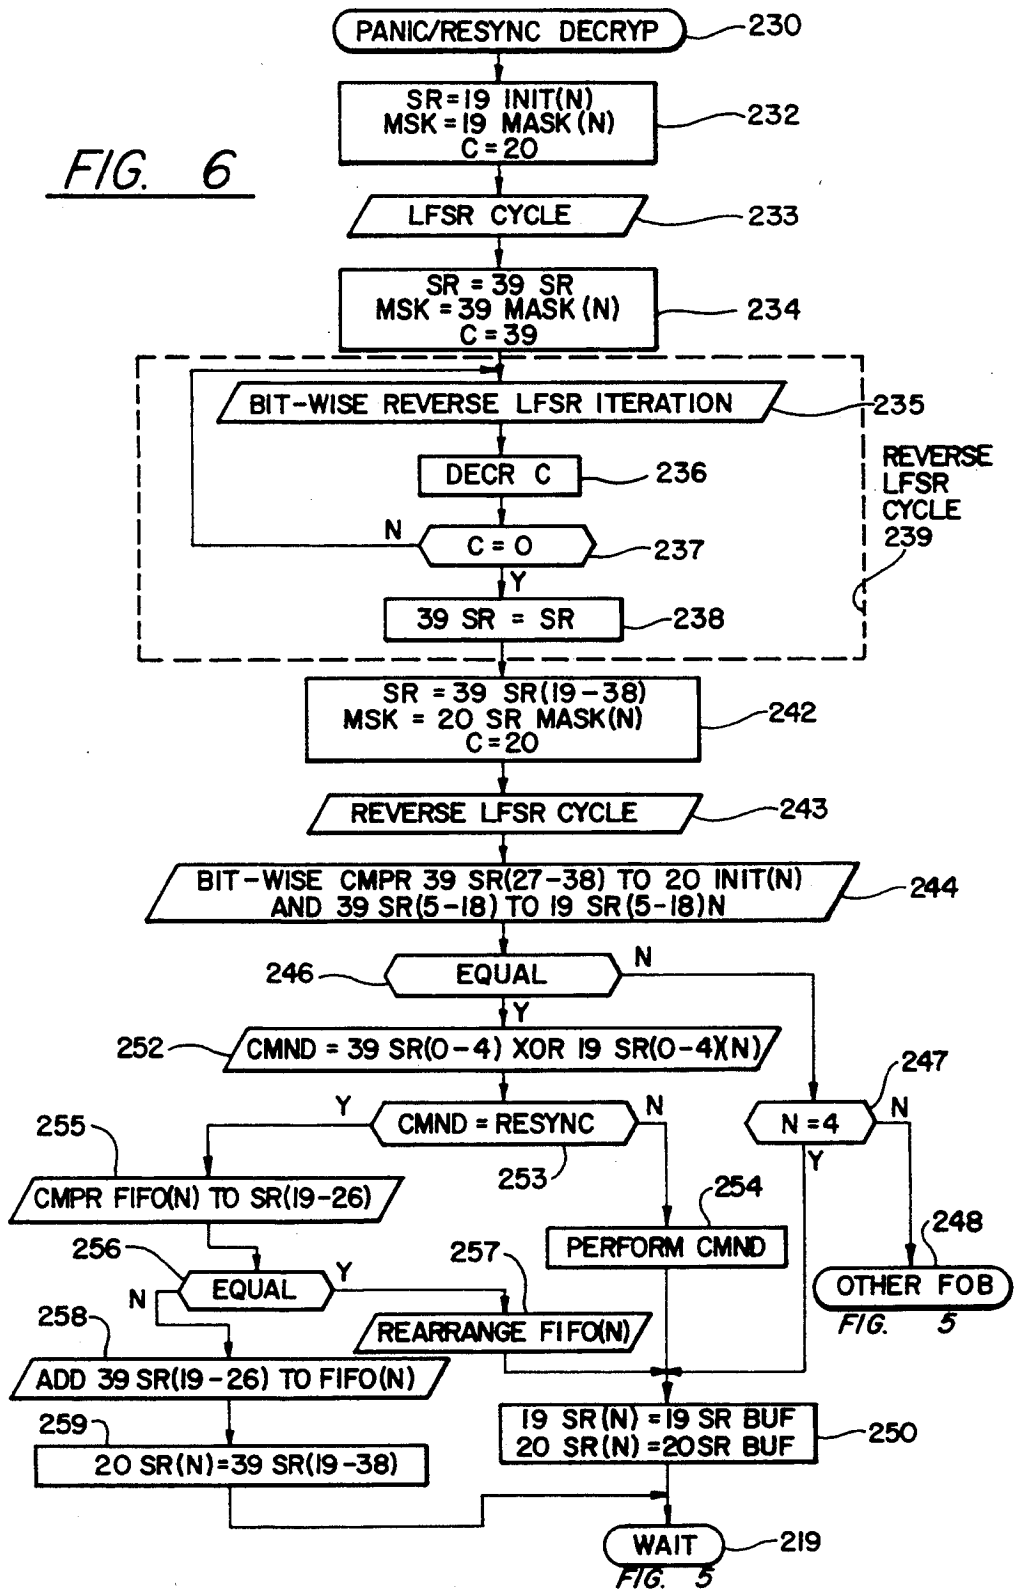 PANIC/RESYNC DECRYP
230
SR=19 INIT(N)
MSK=19 MASK(N)
C=20
232
FIG. 6
LFSR CYCLE
233
SR=39 SR
MSK=39 MASK(N)
C=39
234
BIT-WISE REVERSE LFSR ITERATION
235
DECR C
236
REVERSE
LFSR
CYCLE
239
N
C=0
237
Y
39 SR = SR
238
SR = 39 SR(19-38)
MSK = 20 SR MASK(N)
C=20
242
REVERSE LFSR CYCLE
243
BIT-WISE CMPR 39 SR(27-38) TO 20 INIT(N)
AND 39 SR(5-18) TO 19 SR(5-18)N
244
246
EQUAL
N
Y
252
CMND = 39 SR(0-4) XOR 19 SR(0-4)(N)
247
255
Y
CMND = RESYNC
N
253
N=4
N
Y
CMPR FIFO(N) TO SR(19-26)
254
PERFORM CMND
248
OTHER FOB
FIG. 5
256
EQUAL
Y
N
257
REARRANGE FIFO(N)
258
ADD 39 SR(19-26) TO FIFO(N)
259
20 SR(N)=39 SR(19-38)
19 SR(N)=19 SR BUF
20 SR(N)=20SR BUF
250
WAIT
219
FIG. 5